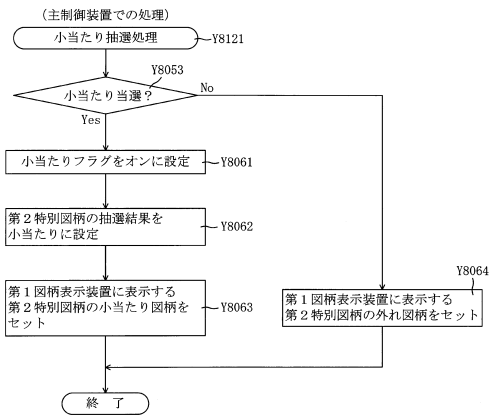 (主制御装置での処理)
小当たり抽選処理
Y8121
Y8053
小当たり当選?
No
Yes
小当たりフラグをオンに設定
Y8061
第2特別図柄の抽選結果を
小当たりに設定
Y8062
第1図柄表示装置に表示する
第2特別図柄の小当たり図柄を
セット
Y8063
Y8064
第1図柄表示装置に表示する
第2特別図柄の外れ図柄をセット
終 了